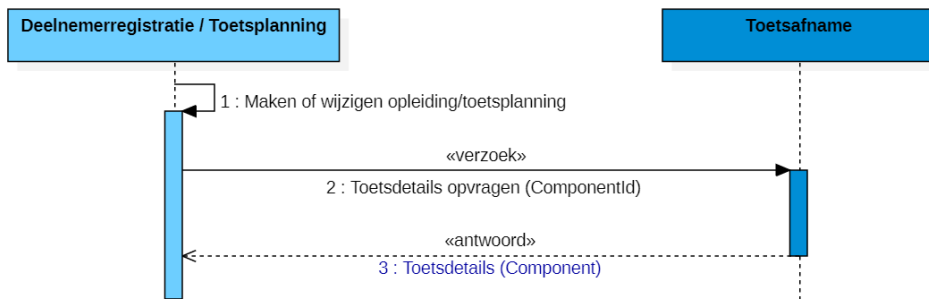 Deelnemerregistratie / Toetsplanning
Toetsafname
1 : Maken of wijzigen opleiding/toetsplanning
«verzoek»
2 : Toetsdetails opvragen (ComponentId)
«antwoord»
3 : Toetsdetails (Component)